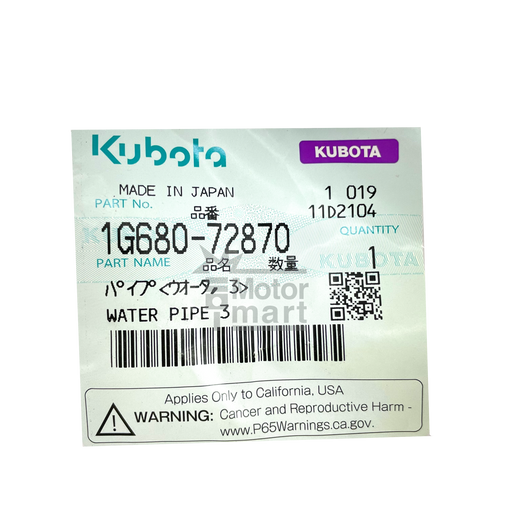 Kubota KUBOTA
MADE IN JAPAN 1 019
PART No. 品番 11D2104
1G680-72870 QUANTITY
PART NAME 品名 数量 1
KUBOTA
パイプ<ウオータ, 3>
WATER PIPE 3
Motor
mart
Applies Only to California, USA
WARNING: Cancer and Reproductive Harm -
www.P65Warnings.ca.gov.